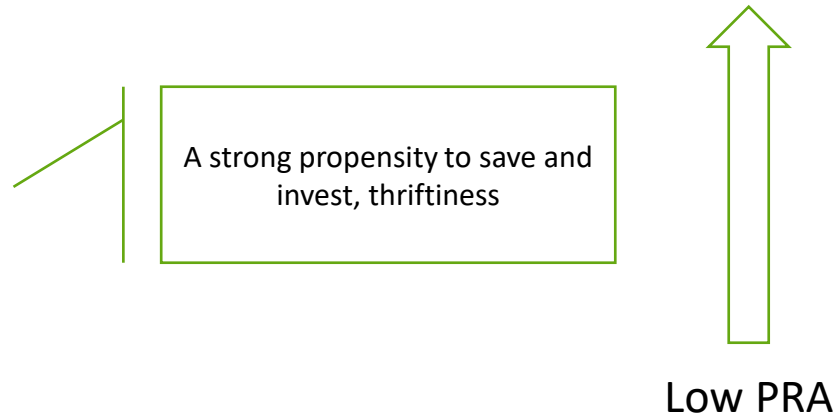 A strong propensity to save and
invest, thriftiness
Low PRA